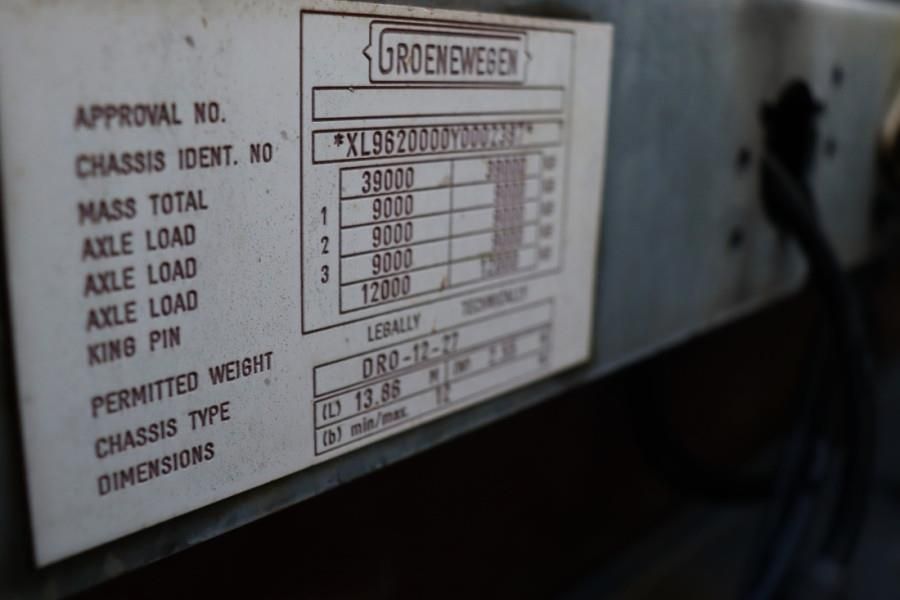 GROENEWEGEN
APPROVAL NO.
CHASSIS IDENT. NO *XL9620000Y0002397*
MASS TOTAL 39000
AXLE LOAD 1 9000
AXLE LOAD 2 9000
AXLE LOAD 3 9000
KING PIN 12000
PERMITTED WEIGHT LEGALLY TECHNICALLY
CHASSIS TYPE DRO-12-27
DIMENSIONS (L) 13.86 M
(b) min/max. 12